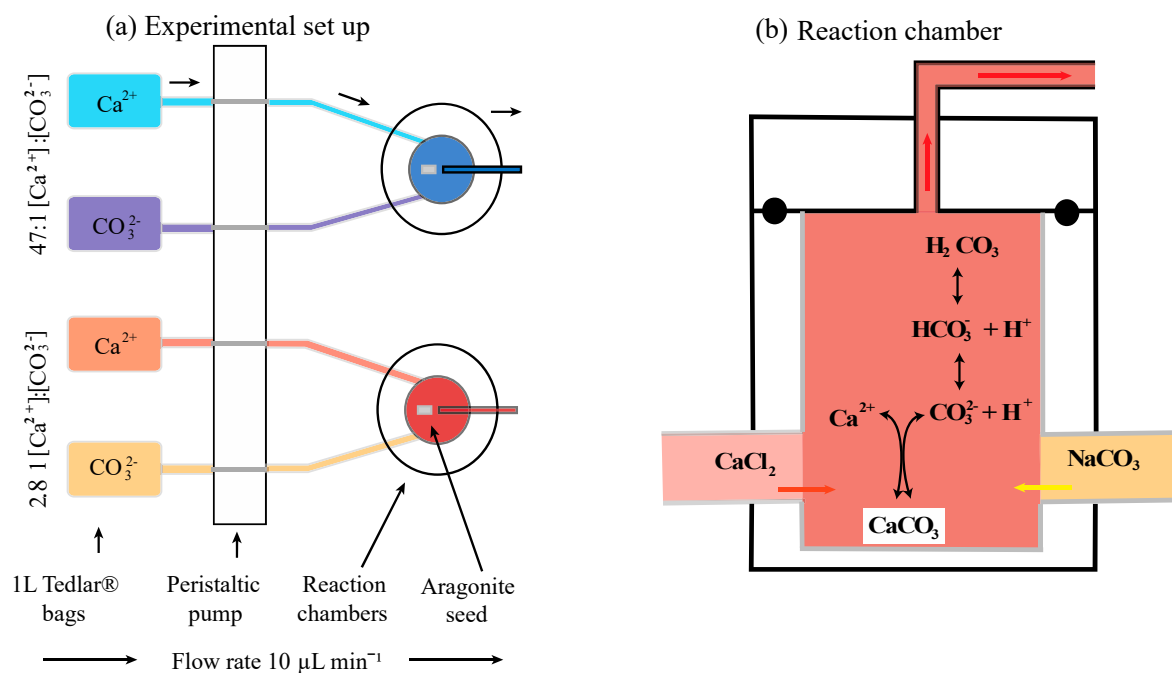 (a) Experimental set up
47:1 [Ca²⁺]:[CO₃²⁻]
Ca²⁺
CO₃²⁻
2.8 1 [Ca²⁺]:[CO₃²⁻]
Ca²⁺
CO₃²⁻
1L Tedlar®
bags
Peristaltic
pump
Reaction
chambers
Aragonite
seed
Flow rate 10 µL min⁻¹
(b) Reaction chamber
H₂ CO₃
HCO₃⁻ + H⁺
Ca²⁺
CO₃²⁻ + H⁺
CaCl₂
NaCO₃
CaCO₃